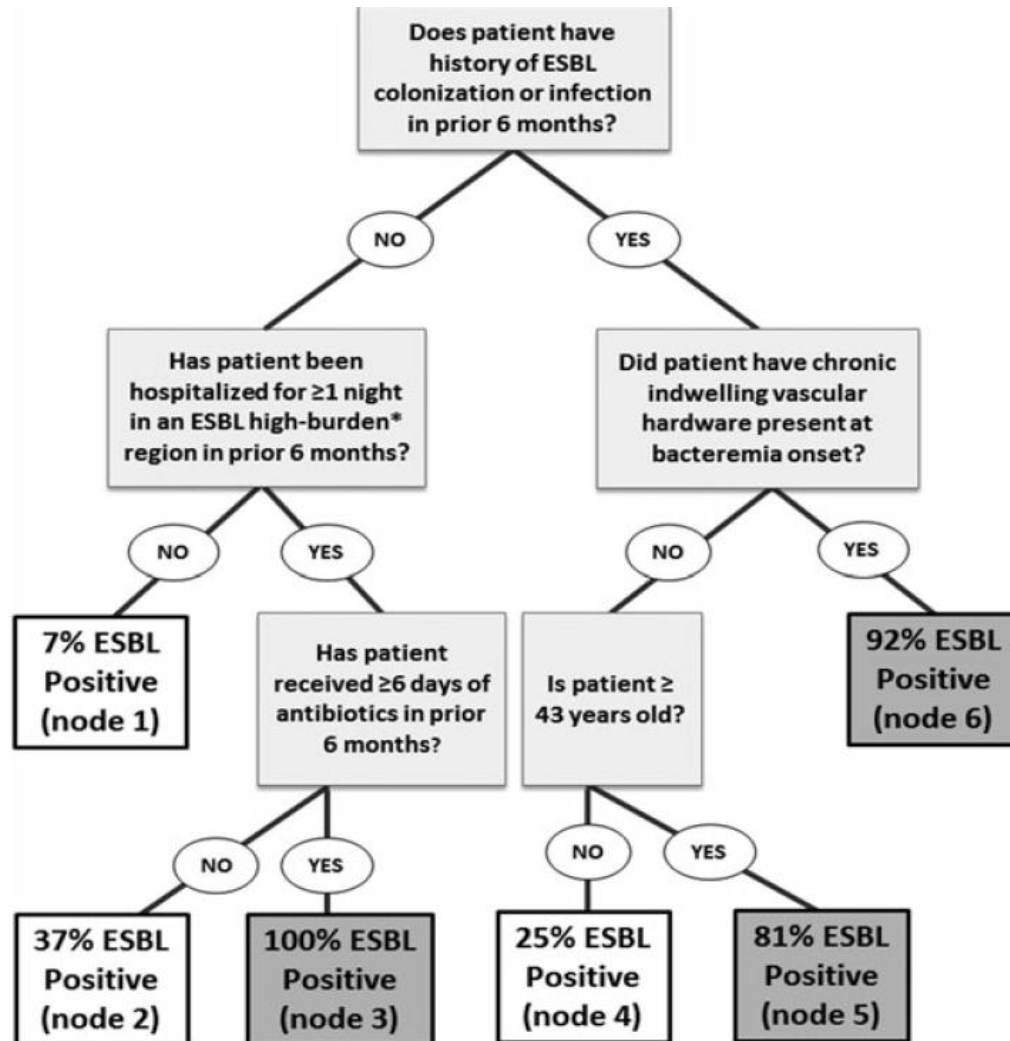 Does patient have
history of ESBL
colonization or infection
in prior 6 months?
NO
YES
Has patient been
hospitalized for ≥1 night
in an ESBL high-burden*
region in prior 6 months?
Did patient have chronic
indwelling vascular
hardware present at
bacteremia onset?
NO
YES
NO
YES
7% ESBL
Positive
(node 1)
Has patient
received ≥6 days of
antibiotics in prior
6 months?
Is patient ≥
43 years old?
92% ESBL
Positive
(node 6)
NO
YES
NO
YES
37% ESBL
Positive
(node 2)
100% ESBL
Positive
(node 3)
25% ESBL
Positive
(node 4)
81% ESBL
Positive
(node 5)